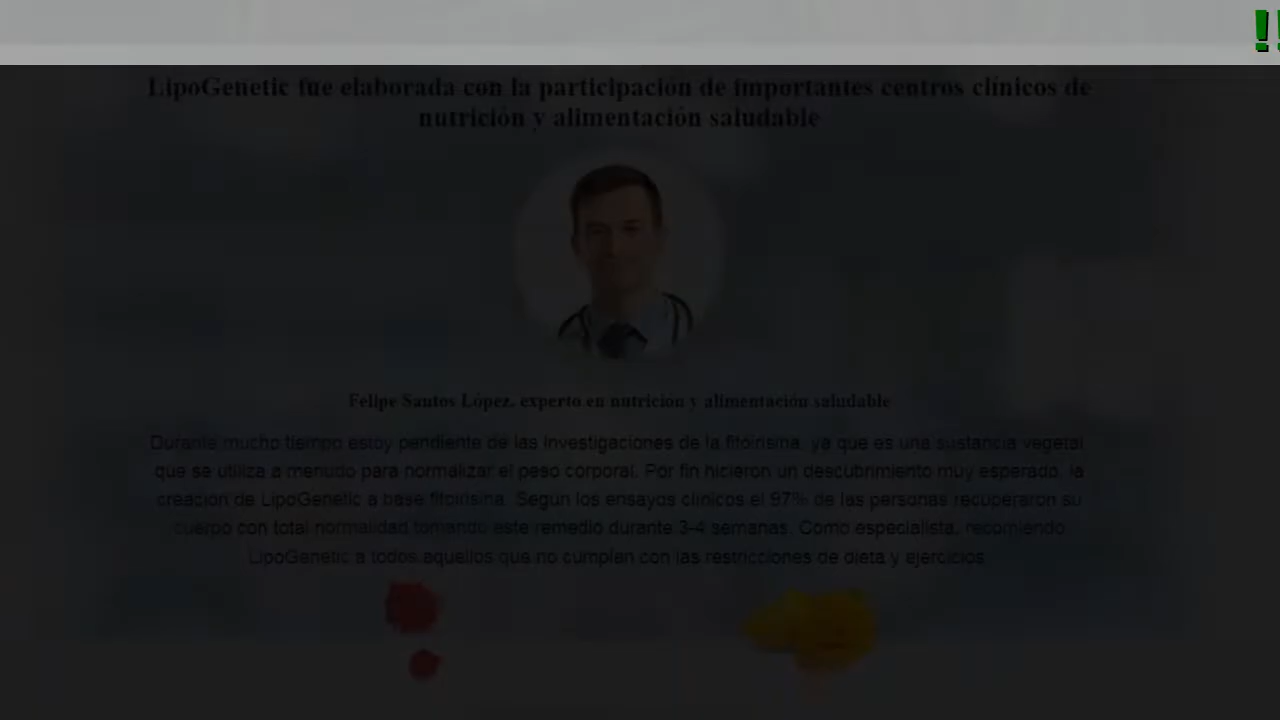 !!
LipoGenetic fue elaborada con la participación de importantes centros clínicos de
nutrición y alimentación saludable
Felipe Santos López, experto en nutrición y alimentación saludable
Durante mucho tiempo estoy pendiente de las investigaciones de la fitoirisina, ya que es una sustancia vegetal
que se utiliza a menudo para normalizar el peso corporal. Por fin hicieron un descubrimiento muy esperado, la
creación de LipoGenetic a base fitoirisina. Según los ensayos clínicos el 97% de las personas recuperaron su
cuerpo con total normalidad tomando este remedio durante 3-4 semanas. Como especialista, recomiendo
LipoGenetic a todos aquellos que no cumplan con las restricciones de dieta y ejercicios